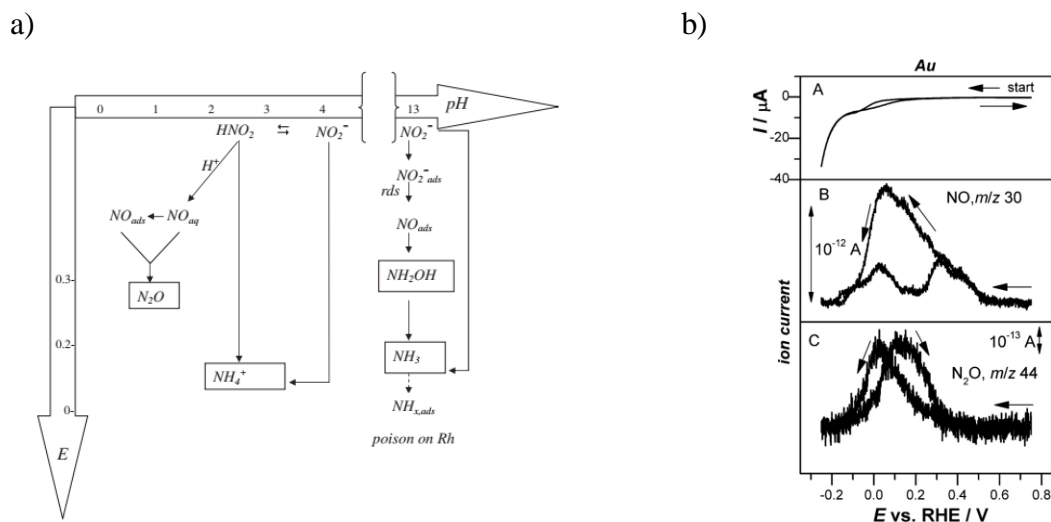 a)
0 1 2 3 4 13 pH
HNO₂ ⇆ NO₂⁻ NO₂⁻
H⁺
NO₂⁻ads
rds
NOads ← NOaq
NOads
0.3-
N₂O
NH₂OH
0.2-
NH₄⁺
NH₃
0-
NHx,ads
E
poison on Rh
b)
Au
A
start
I / μA
0
-20
-40
B
NO, m/z 30
10⁻¹² A
ion current
C
10⁻¹³ A
N₂O, m/z 44
-0.2 0.0 0.2 0.4 0.6 0.8
E vs. RHE / V